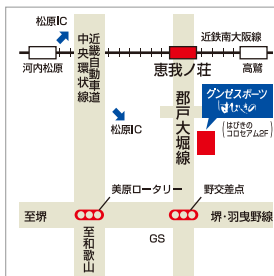 松原IC
近鉄南大阪線
河内松原
恵我ノ荘
高鷲
近畿自動車道
中央環状線
グンゼスポーツ
はびきの
(はびきの
コロセアム2F)
松原IC
郡戸大堀線
美原ロータリー
野交差点
至堺
堺・羽曳野線
至和歌山
GS